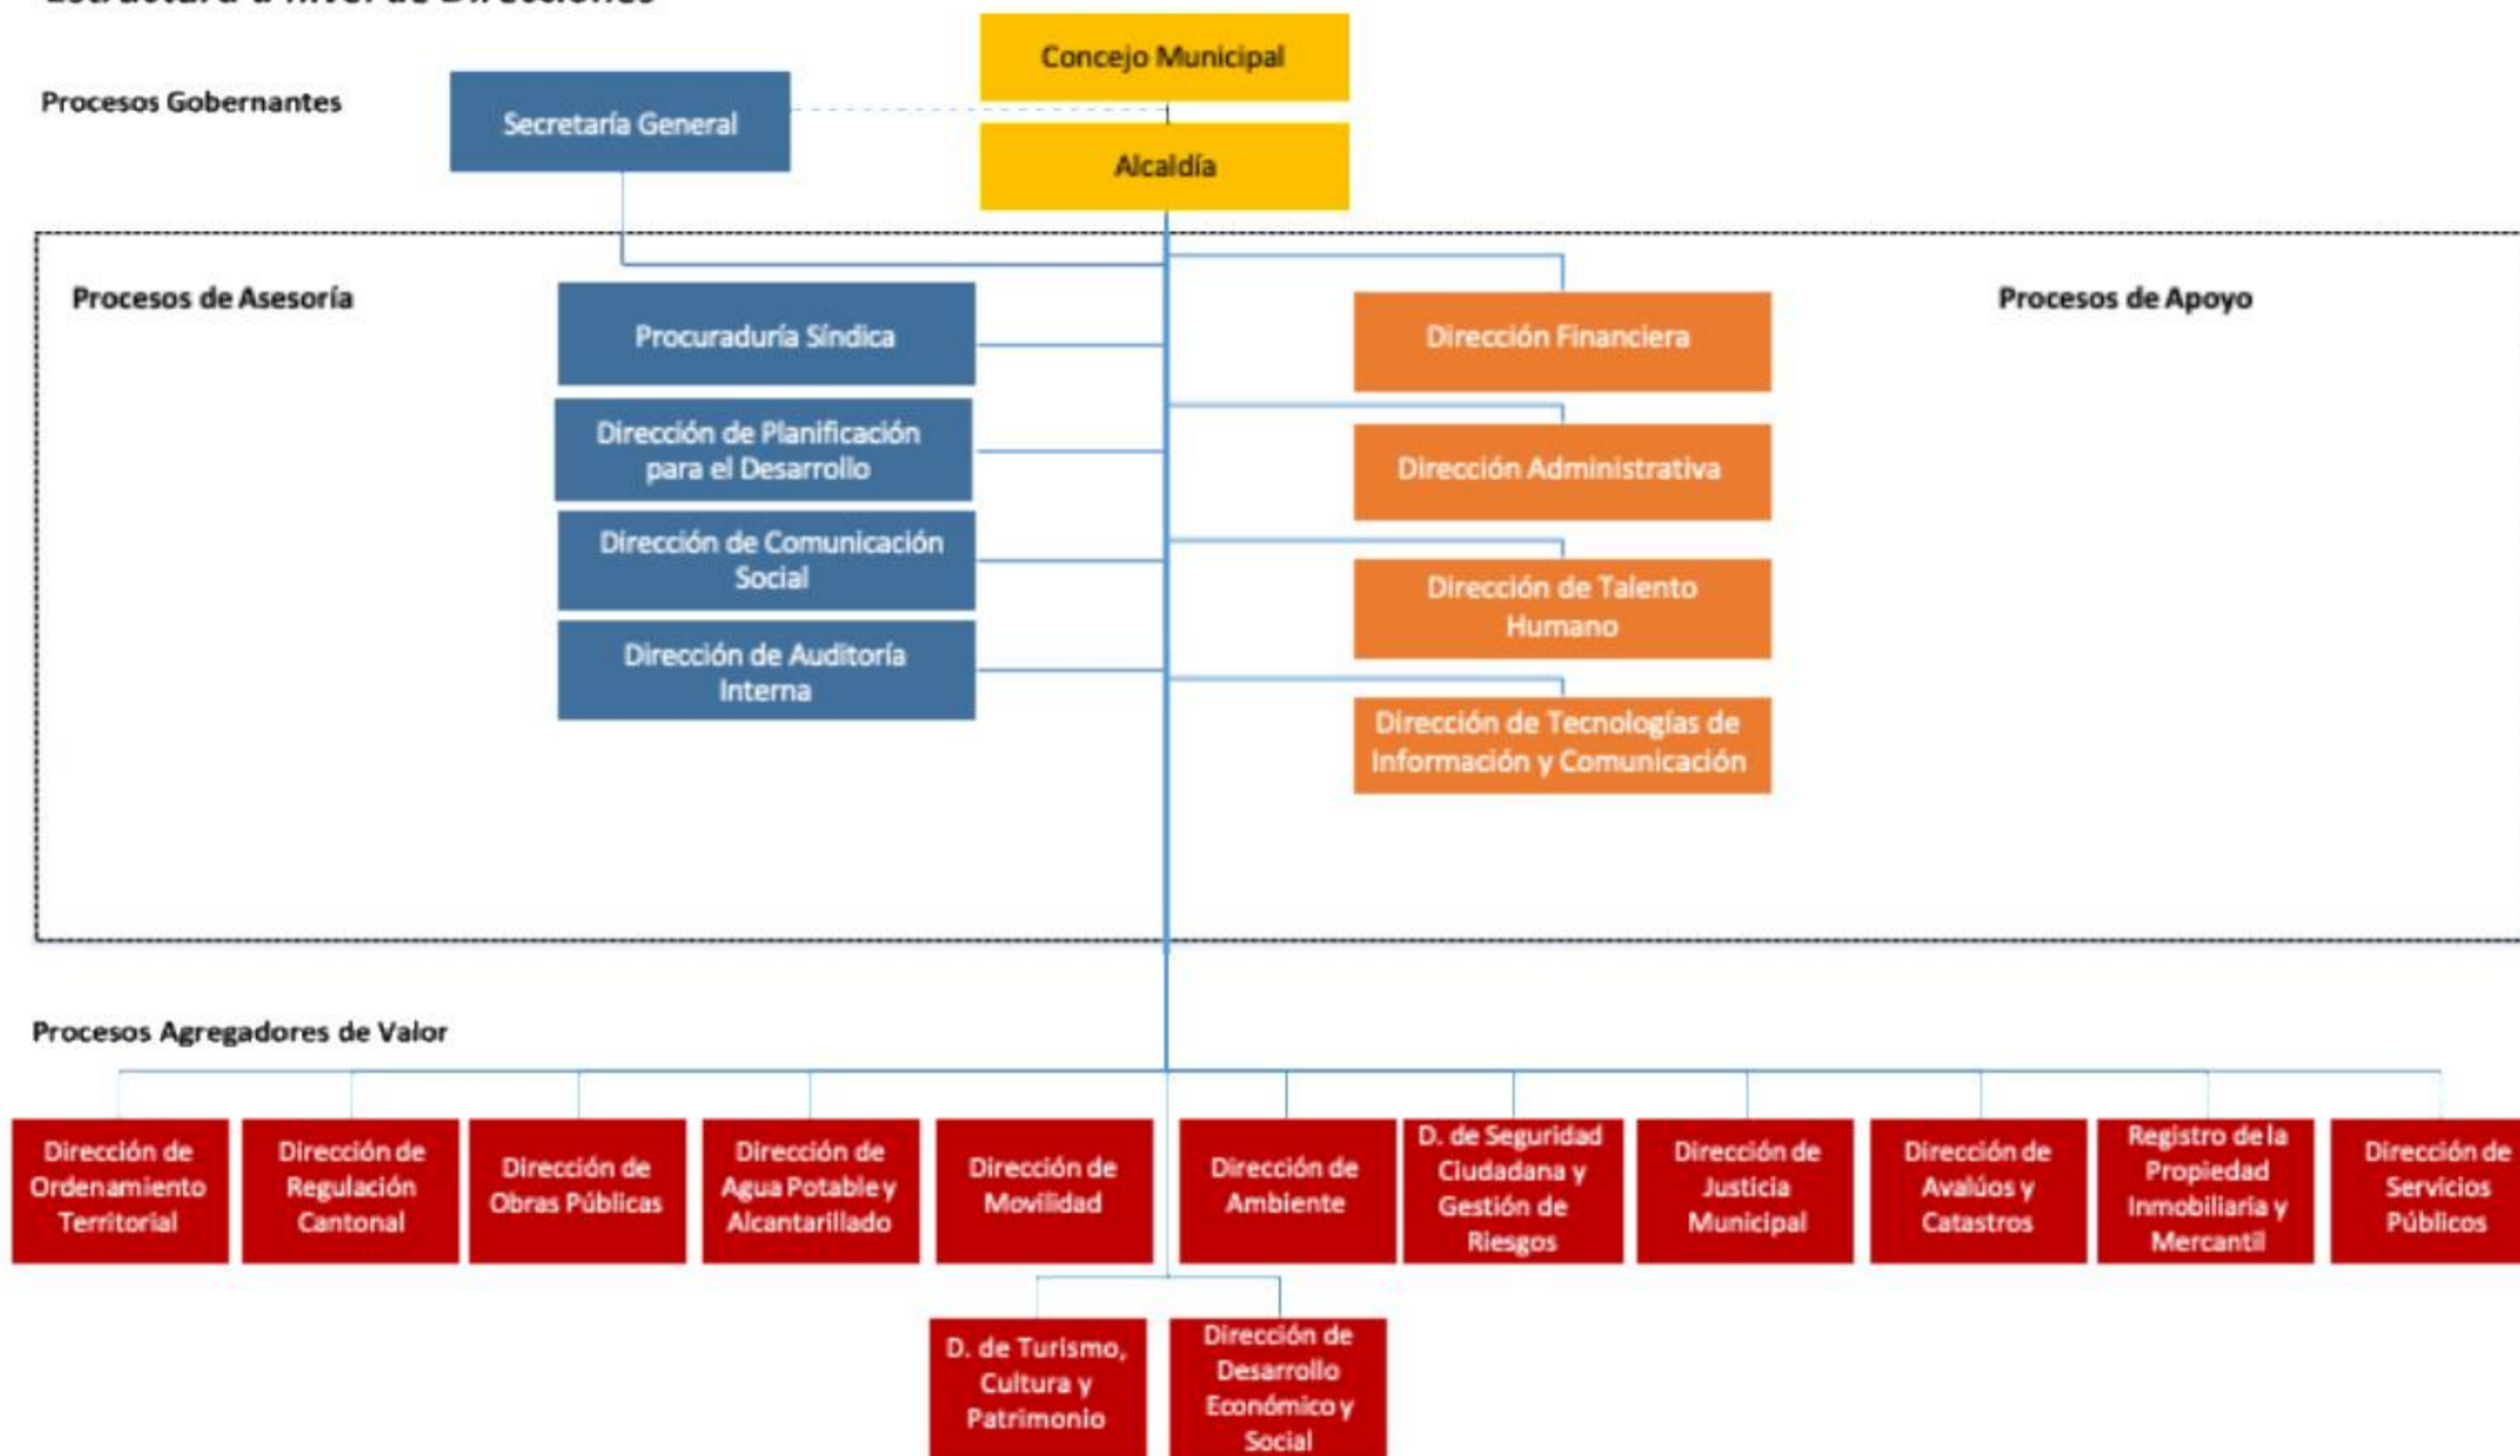 Estructura a nivel de Direcciones
Concejo Municipal
Procesos Gobernantes
Secretaría General
Alcaldía
Procesos de Asesoría
Procesos de Apoyo
Procuraduría Síndica
Dirección de Planificación
para el Desarrollo
Dirección de Comunicación
Social
Dirección de Auditoría
Interna
Dirección Financiera
Dirección Administrativa
Dirección de Talento
Humano
Dirección de Tecnologías de
Información y Comunicación
Procesos Agregadores de Valor
Dirección de
Ordenamiento
Territorial
Dirección de
Regulación
Cantonal
Dirección de
Obras Públicas
Dirección de
Agua Potable y
Alcantarillado
Dirección de
Movilidad
Dirección de
Ambiente
D. de Seguridad
Ciudadana y
Gestión de
Riesgos
Dirección de
Justicia
Municipal
Dirección de
Avalúos y
Catastros
Registro de la
Propiedad
Inmobiliaria y
Mercantil
Dirección de
Servicios
Públicos
D. de Turismo,
Cultura y
Patrimonio
Dirección de
Desarrollo
Económico y
Social